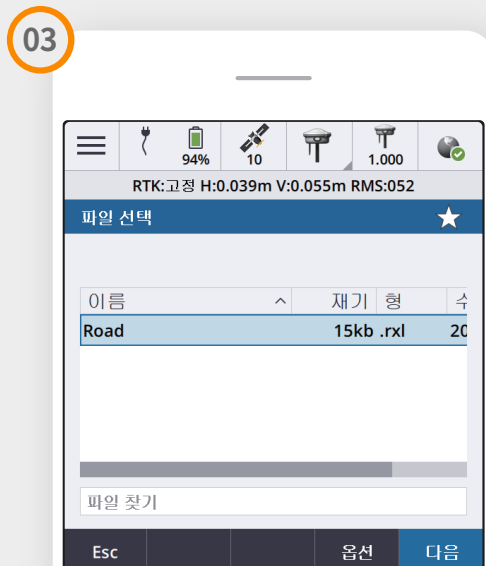 03
94% 10 1.000
RTK:고정 H:0.039m V:0.055m RMS:052
파일 선택
이름 재기 형 수
Road 15kb .rxl 20
파일 찾기
Esc 옵션 다음